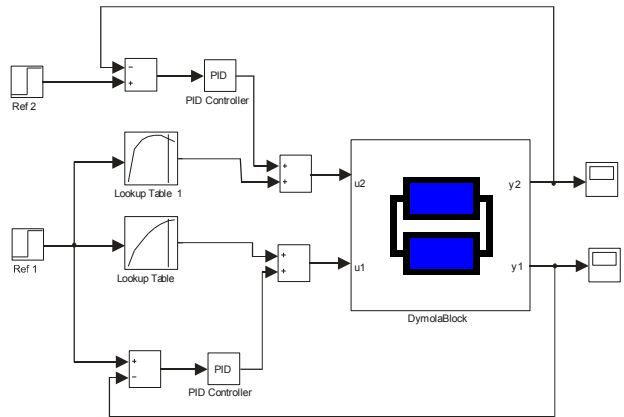 −
+
PID
Ref 2
PID Controller
+
+
Lookup Table 1
u2
y2
Ref 1
Lookup Table
+
+
u1
y1
DymolaBlock
+
−
PID
PID Controller